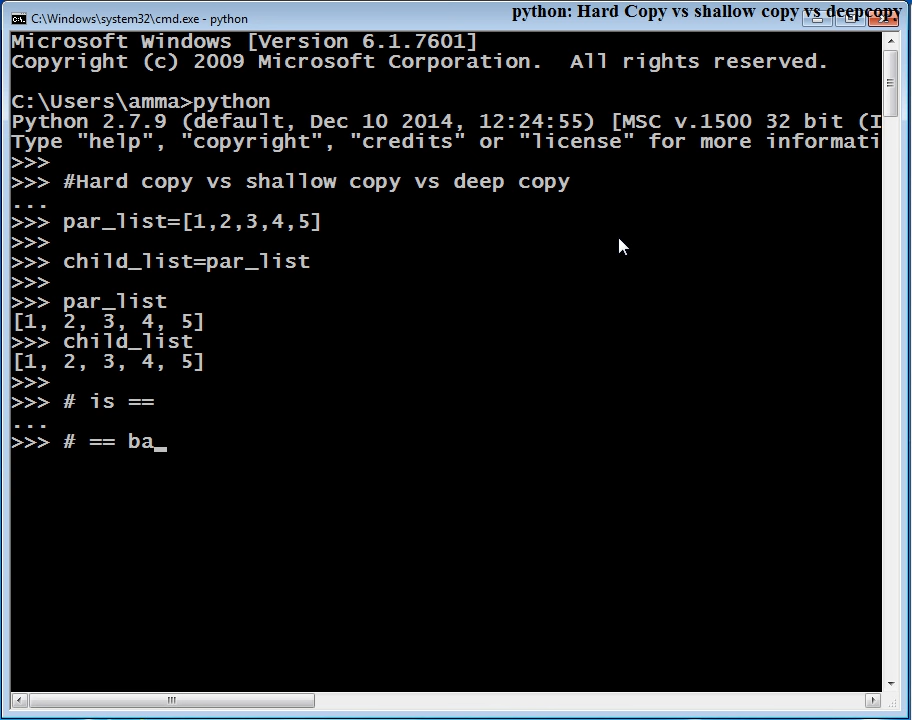 python: Hard Copy vs shallow copy vs deepcopy
C:\Windows\system32\cmd.exe - python
Microsoft Windows [Version 6.1.7601]
Copyright (c) 2009 Microsoft Corporation.  All rights reserved.
C:\Users\amma>python
Python 2.7.9 (default, Dec 10 2014, 12:24:55) [MSC v.1500 32 bit (I
Type "help", "copyright", "credits" or "license" for more informati
>>>
>>> #Hard copy vs shallow copy vs deep copy
...
>>> par_list=[1,2,3,4,5]
>>>
>>> child_list=par_list
>>>
>>> par_list
[1, 2, 3, 4, 5]
>>> child_list
[1, 2, 3, 4, 5]
>>>
>>> # is ==
...
>>> # == ba_